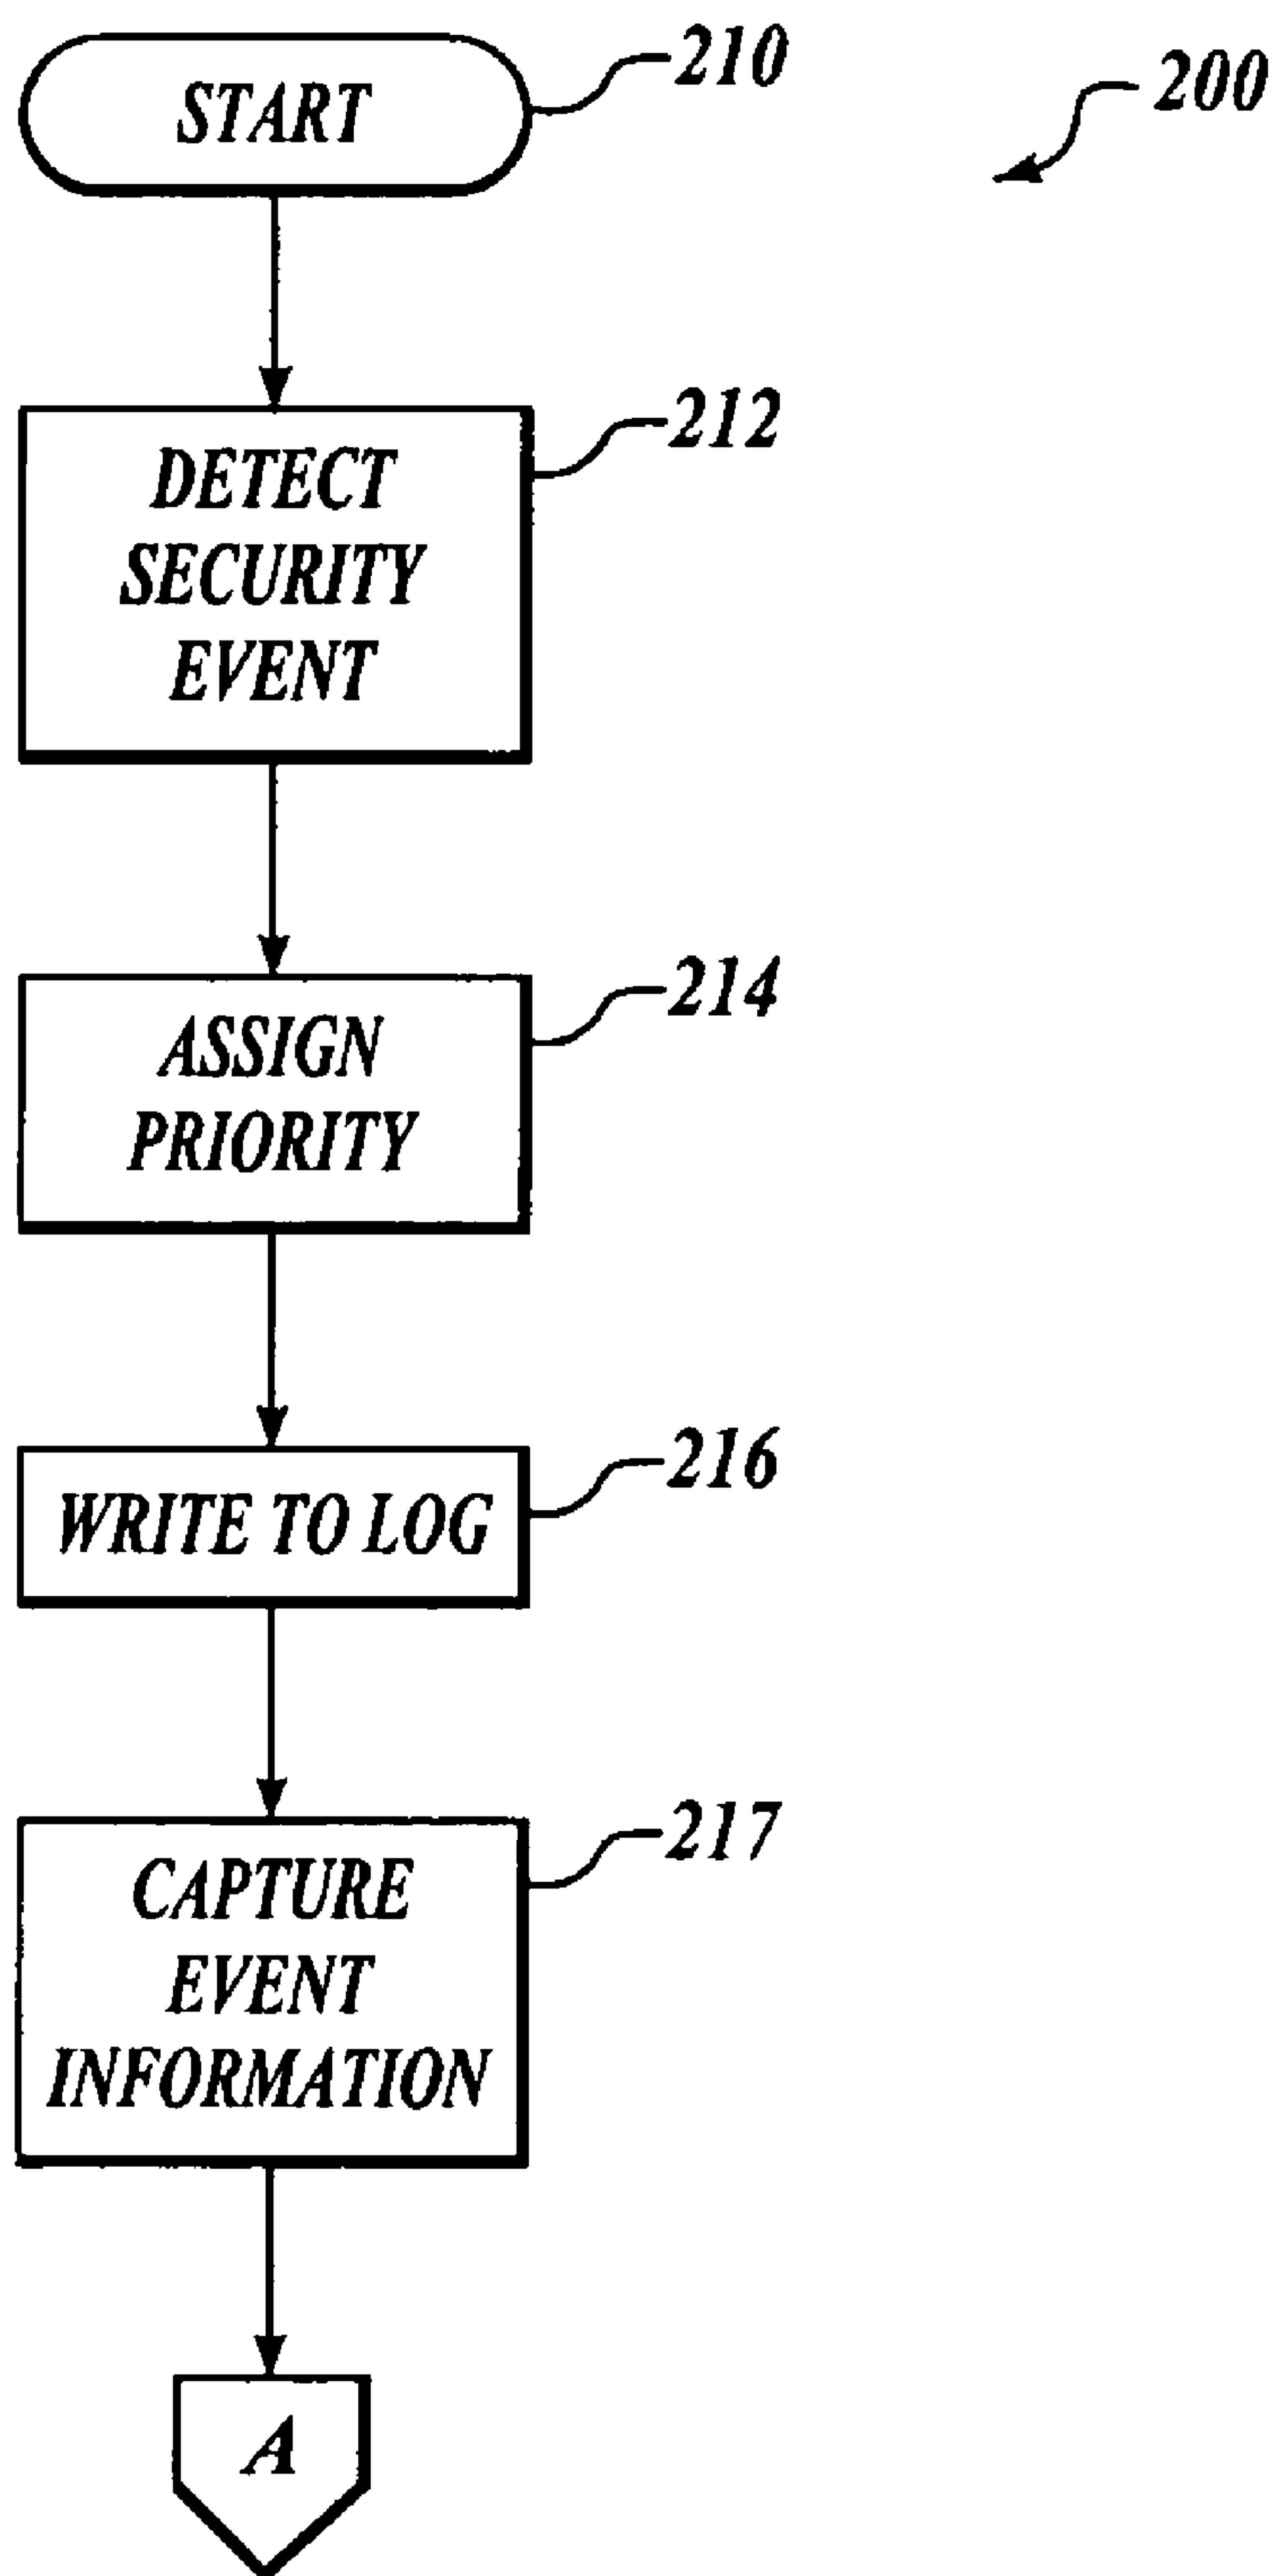 START
210
200
DETECT
SECURITY
EVENT
212
ASSIGN
PRIORITY
214
WRITE TO LOG
216
CAPTURE
EVENT
INFORMATION
217
A